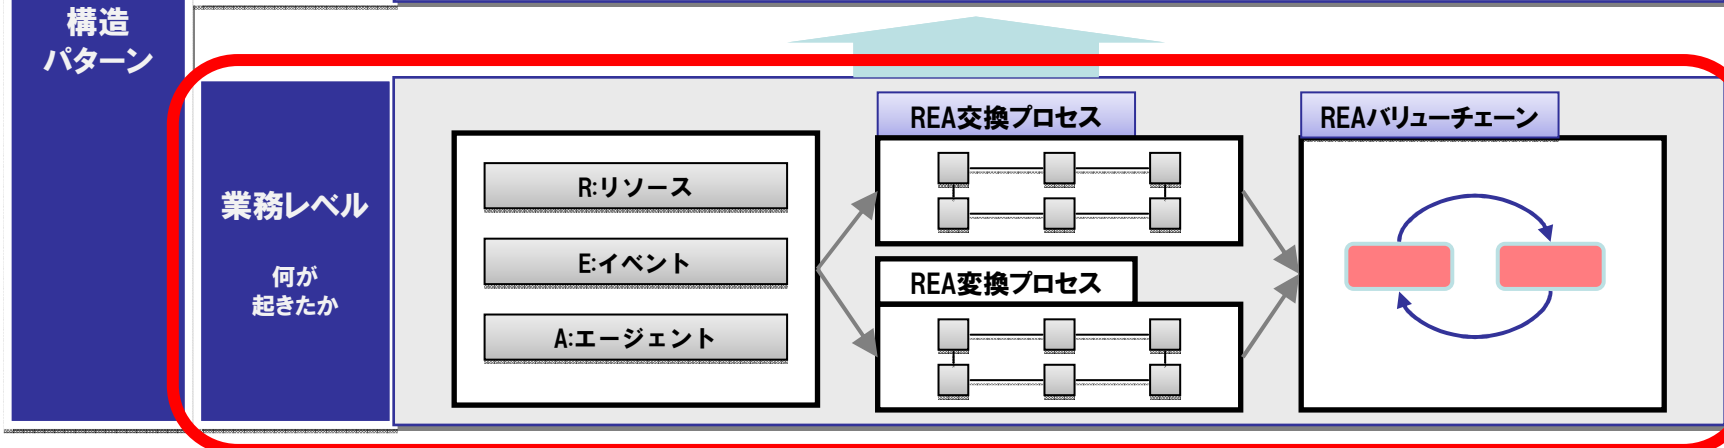 構造
パターン
業務レベル
何が
起きたか
R:リソース
E:イベント
A:エージェント
REA交換プロセス
REA変換プロセス
REAバリューチェーン